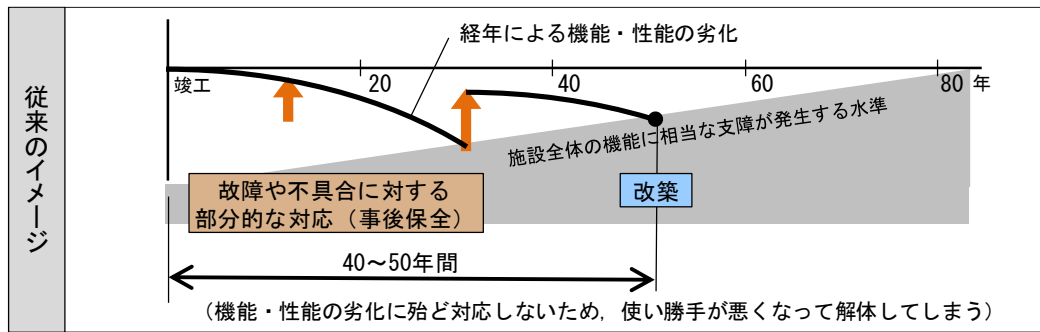 従来のイメージ
経年による機能・性能の劣化
竣工
20
40
60
80 年
施設全体の機能に相当な支障が発生する水準
故障や不具合に対する
部分的な対応（事後保全）
改築
40～50年間
（機能・性能の劣化に殆ど対応しないため，使い勝手が悪くなって解体してしまう）